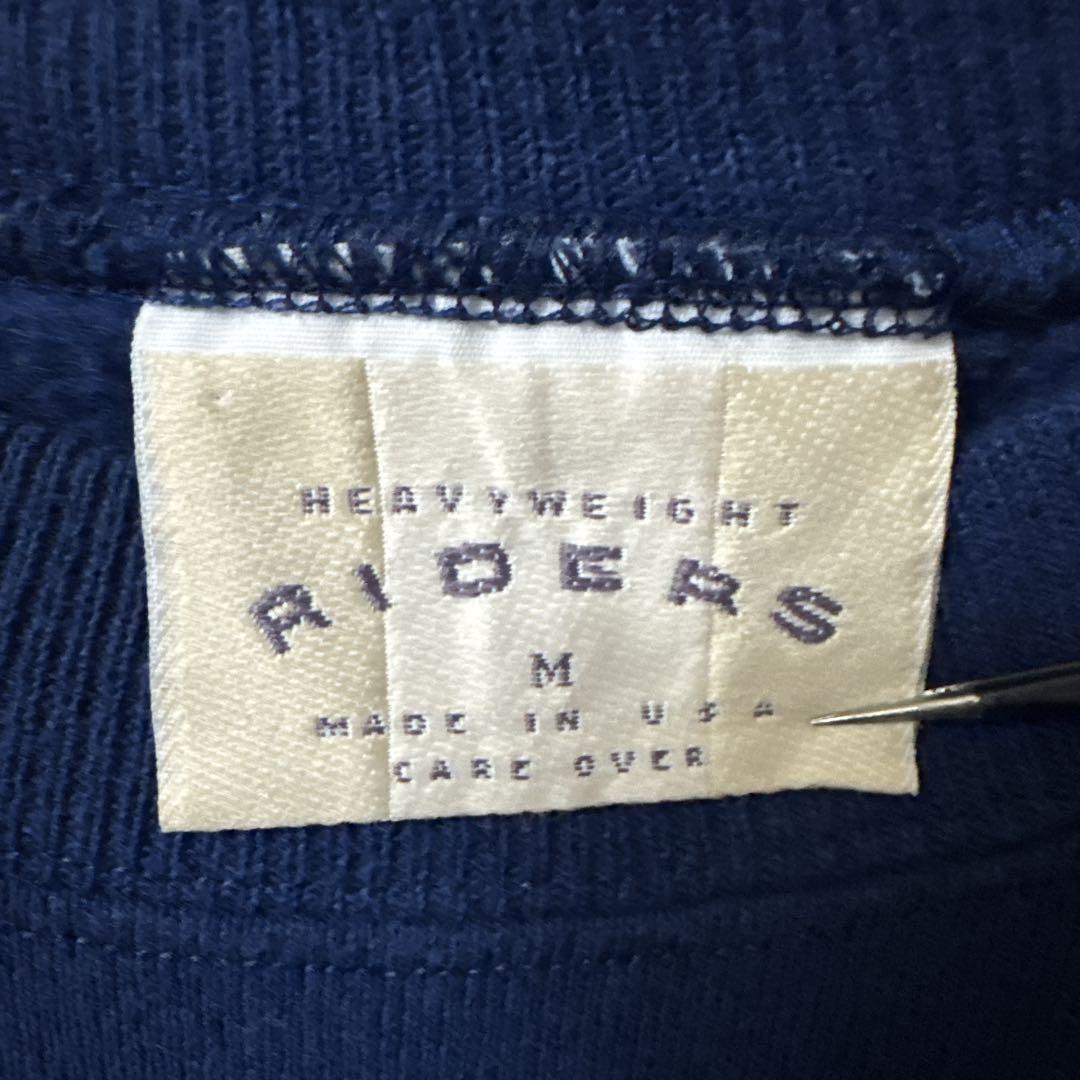 HEAVYWEIGHT
RIDERS
M
MADE IN USA
CARE OVER